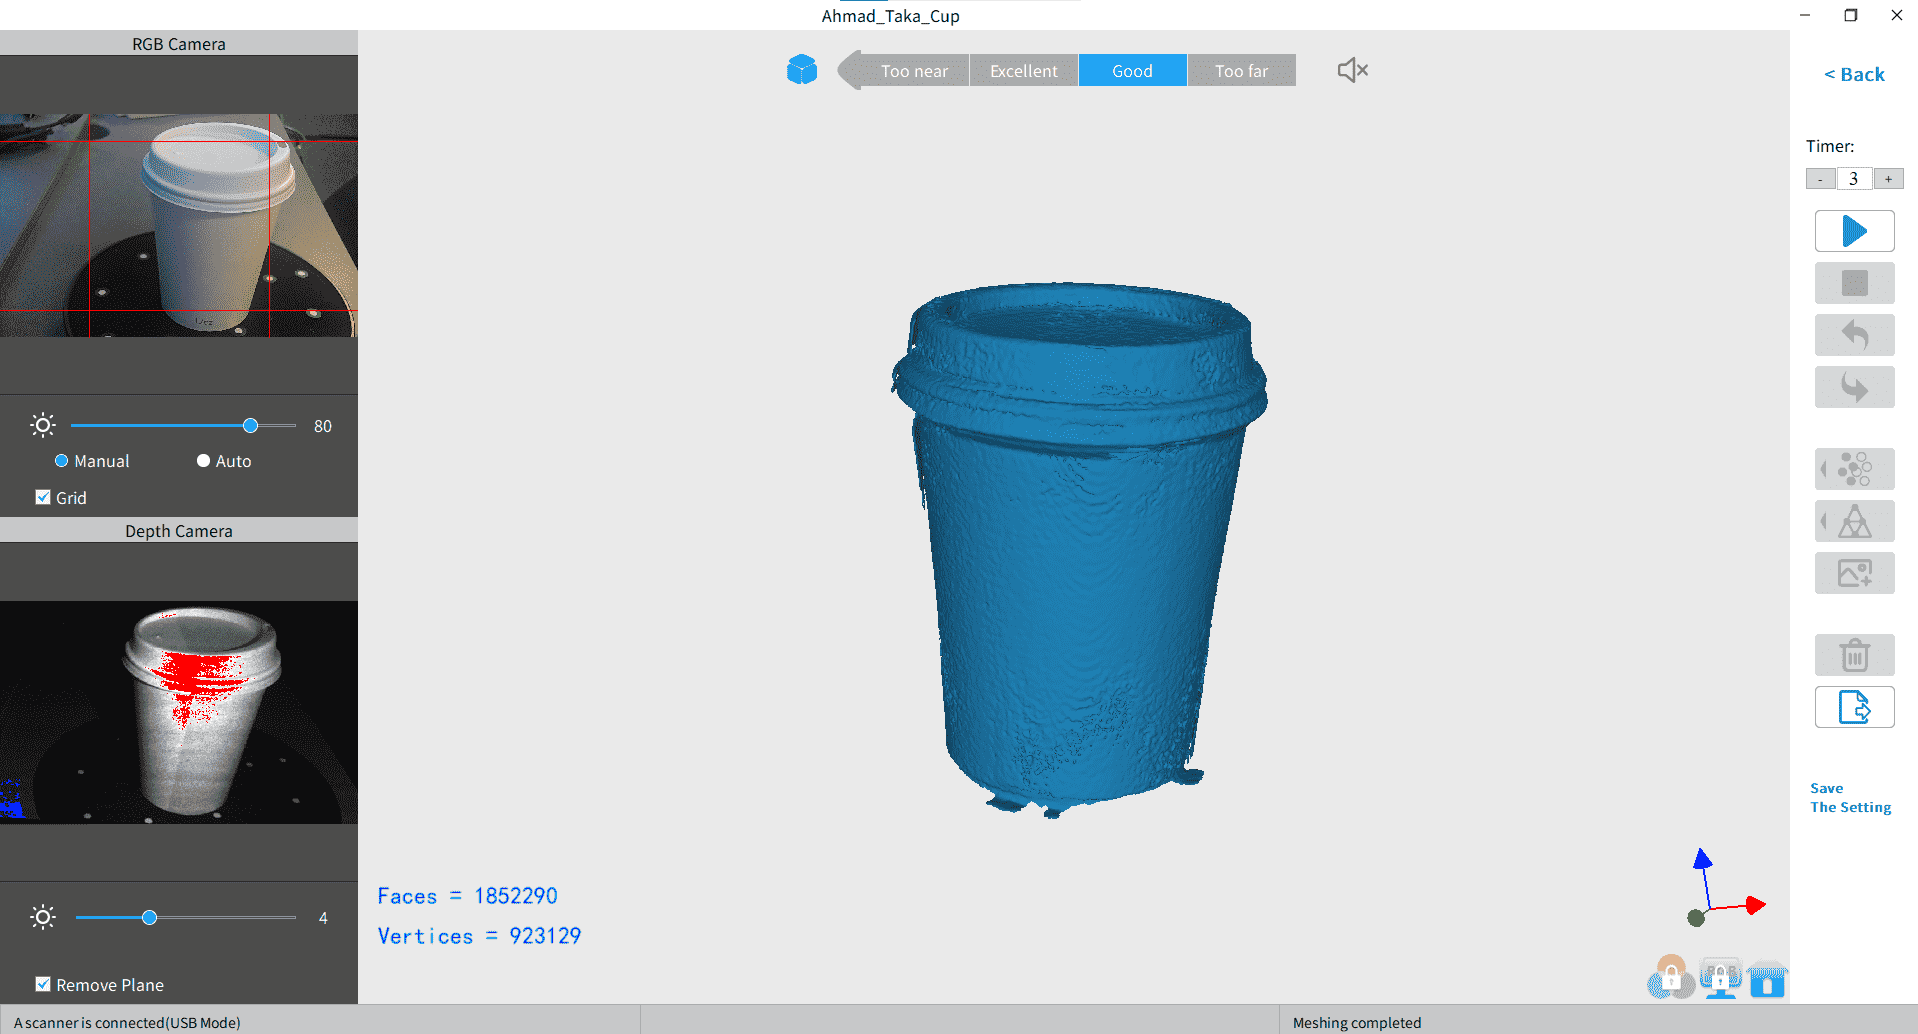 Ahmad_Taka_Cup
RGB Camera
Too near
Excellent
Good
Too far
< Back
Timer:
- 3 +
80
Manual
Auto
Grid
Depth Camera
4
Remove Plane
Faces = 1852290
Vertices = 923129
Save
The Setting
A scanner is connected(USB Mode)
Meshing completed